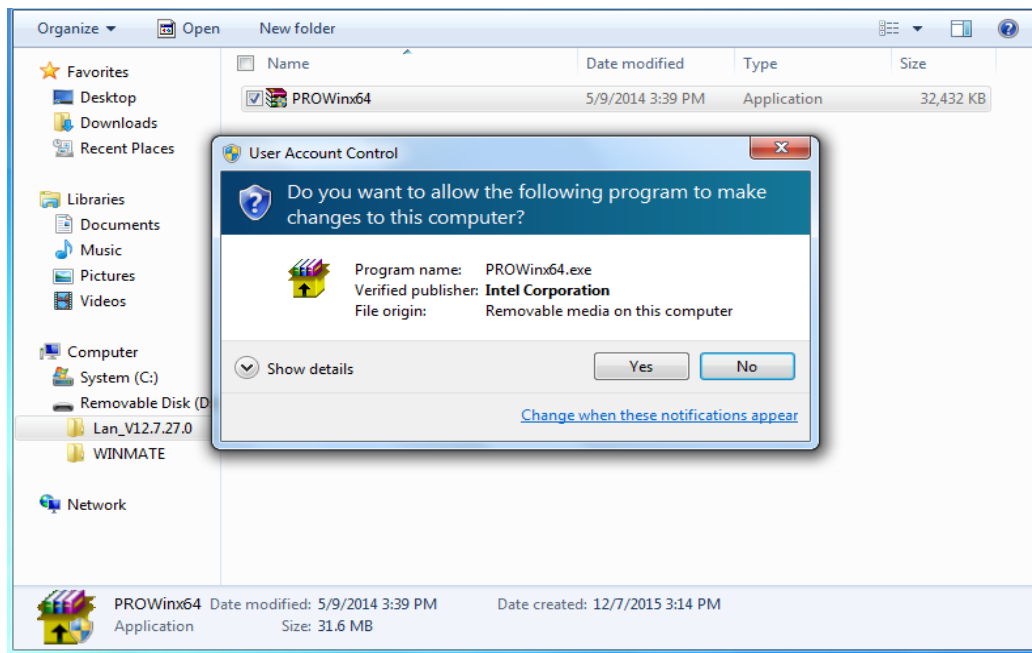 Organize Open New folder
Name Date modified Type Size
PROWinx64 5/9/2014 3:39 PM Application 32,432 KB
Favorites
Desktop
Downloads
Recent Places
Libraries
Documents
Music
Pictures
Videos
Computer
System (C:)
Removable Disk (D
Lan_V12.7.27.0
WINMATE
Network
User Account Control
Do you want to allow the following program to make
changes to this computer?
Program name: PROWinx64.exe
Verified publisher: Intel Corporation
File origin: Removable media on this computer
Show details Yes No
Change when these notifications appear
PROWinx64 Date modified: 5/9/2014 3:39 PM Date created: 12/7/2015 3:14 PM
Application Size: 31.6 MB